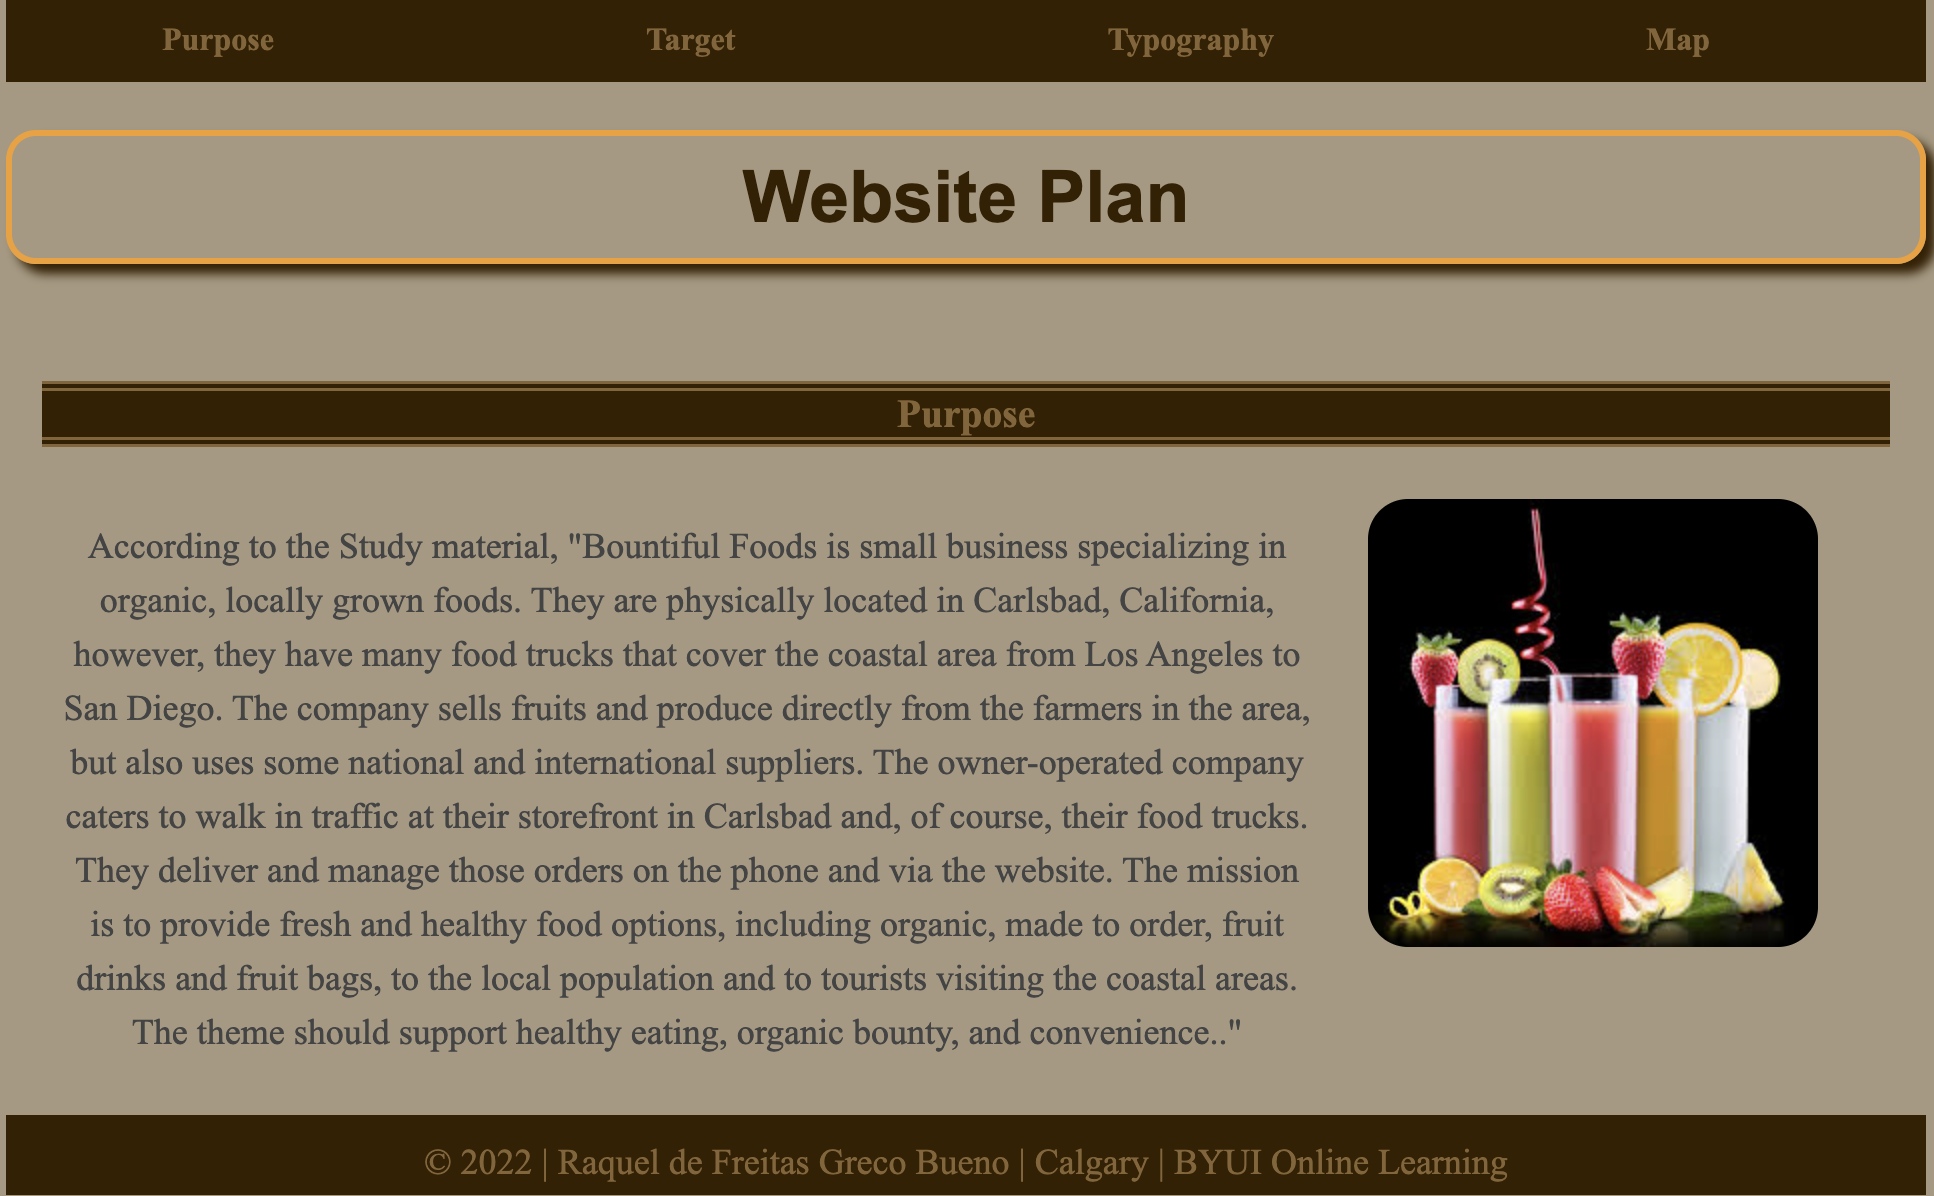 Purpose Target Typography Map
Website Plan
Purpose
According to the Study material, "Bountiful Foods is small business specializing in
organic, locally grown foods. They are physically located in Carlsbad, California,
however, they have many food trucks that cover the coastal area from Los Angeles to
San Diego. The company sells fruits and produce directly from the farmers in the area,
but also uses some national and international suppliers. The owner-operated company
caters to walk in traffic at their storefront in Carlsbad and, of course, their food trucks.
They deliver and manage those orders on the phone and via the website. The mission
is to provide fresh and healthy food options, including organic, made to order, fruit
drinks and fruit bags, to the local population and to tourists visiting the coastal areas.
The theme should support healthy eating, organic bounty, and convenience.."
© 2022 | Raquel de Freitas Greco Bueno | Calgary | BYUI Online Learning